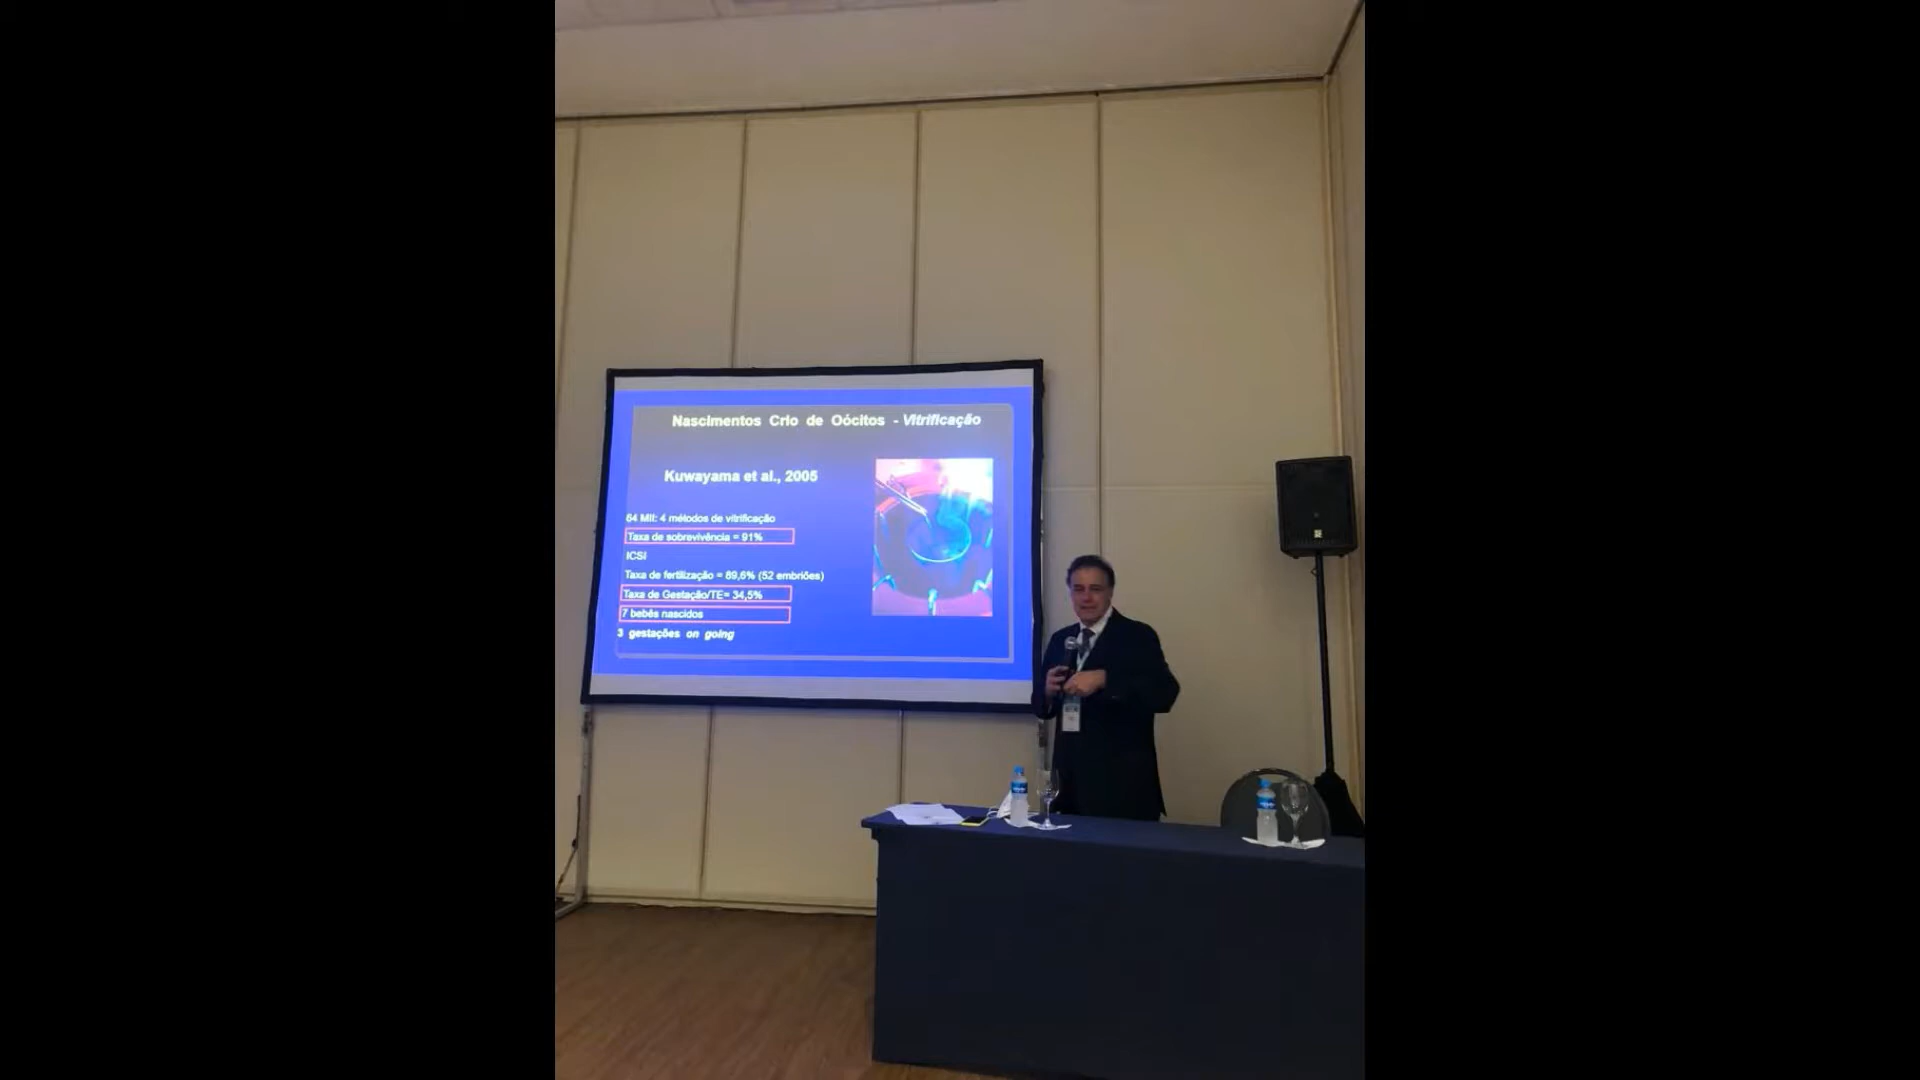 Nascimentos Crio de Oócitos - Vitrificação
Kuwayama et al., 2005
64 MII: 4 métodos de vitrificação
Taxa de sobrevivência = 91%
ICSI
Taxa de fertilização = 89,6% (52 embriões)
Taxa de Gestação/TE= 34,5%
7 bebês nascidos
3 gestações on going